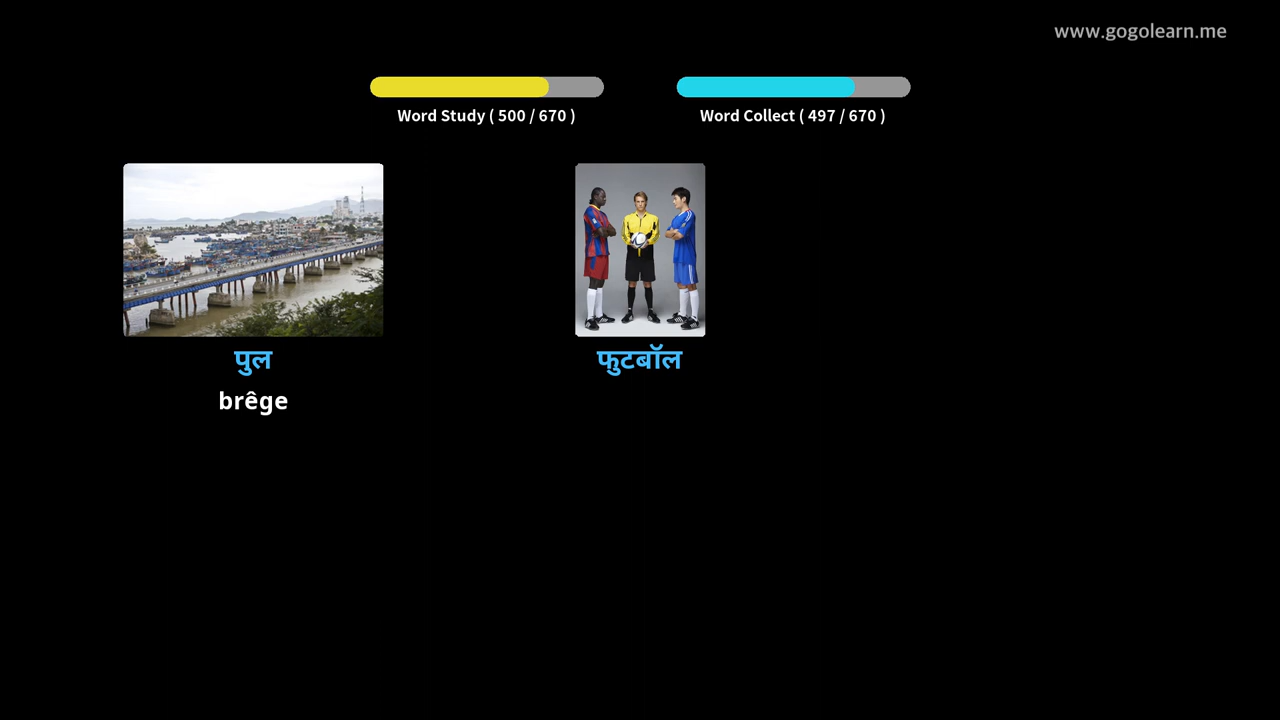 www.gogolearn.me
Word Study ( 500 / 670 )
Word Collect ( 497 / 670 )
पुल
फुटबॉल
brêge